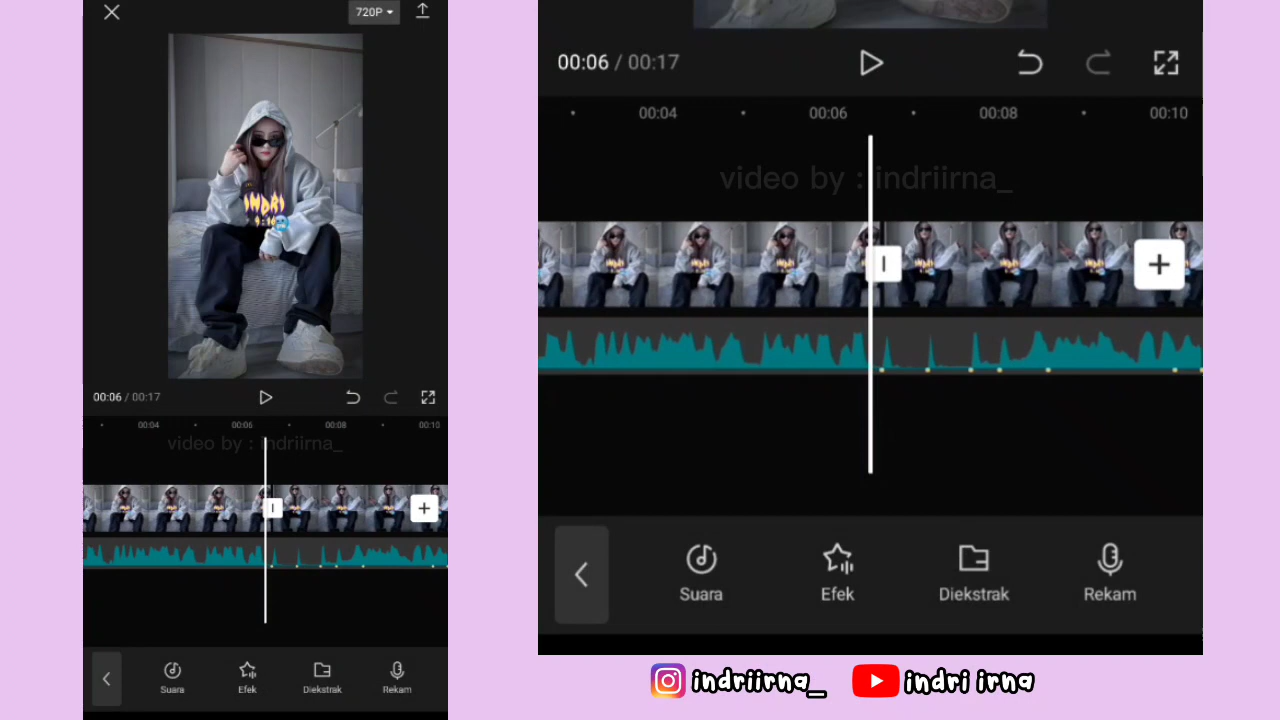 720P
INDRI
00:06 / 00:17
00:04 00:06 00:08 00:10
video by : indriirna_
Suara Efek Diekstrak Rekam
00:06 / 00:17
00:04 00:06 00:08 00:10
video by : indriirna_
Suara Efek Diekstrak Rekam
indriirna_ indri irna